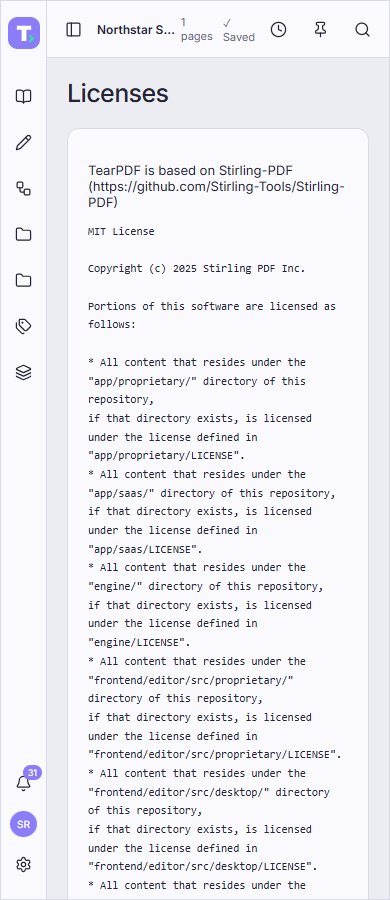 T
Northstar S...
1 pages
✓ Saved
Licenses
TearPDF is based on Stirling-PDF
(https://github.com/Stirling-Tools/Stirling-
PDF)
MIT License
Copyright (c) 2025 Stirling PDF Inc.
Portions of this software are licensed as
follows:
* All content that resides under the
"app/proprietary/" directory of this
repository,
if that directory exists, is licensed
under the license defined in
"app/proprietary/LICENSE".
* All content that resides under the
"app/saas/" directory of this repository,
if that directory exists, is licensed
under the license defined in
"app/saas/LICENSE".
* All content that resides under the
"engine/" directory of this repository,
if that directory exists, is licensed
under the license defined in
"engine/LICENSE".
* All content that resides under the
"frontend/editor/src/proprietary/"
directory of this repository,
if that directory exists, is licensed
under the license defined in
"frontend/editor/src/proprietary/LICENSE".
* All content that resides under the
"frontend/editor/src/desktop/" directory
of this repository,
if that directory exists, is licensed
under the license defined in
"frontend/editor/src/desktop/LICENSE".
* All content that resides under the
31
SR